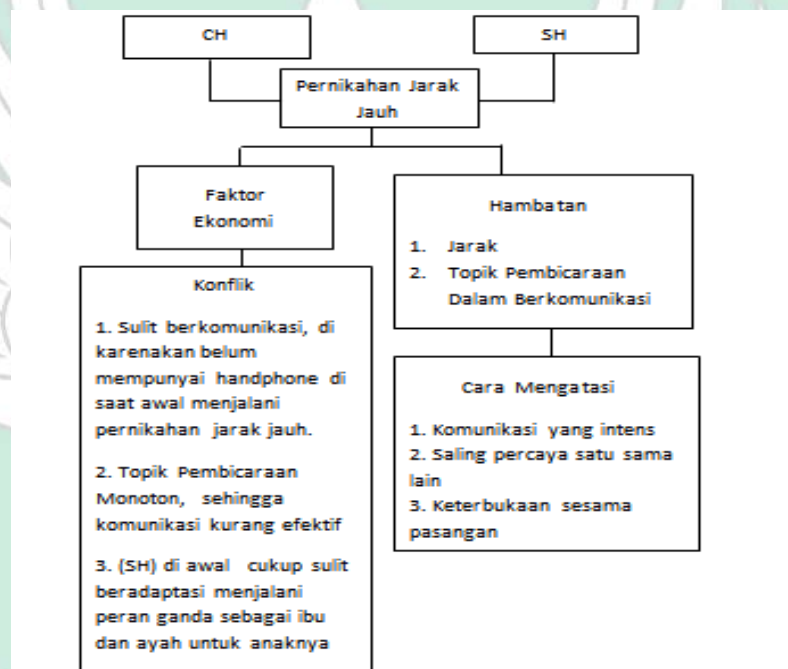 CH
SH
Pernikahan Jarak
Jauh
Faktor
Ekonomi
Konflik
1. Sulit berkomunikasi, di
karenakan belum
mempunyai handphone di
saat awal menjalani
pernikahan jarak jauh.
2. Topik Pembicaraan
Monoton, sehingga
komunikasi kurang efektif
3. (SH) di awal cukup sulit
beradaptasi menjalani
peran ganda sebagai ibu
dan ayah untuk anaknya
Hambatan
1. Jarak
2. Topik Pembicaraan
Dalam Berkomunikasi
Cara Mengatasi
1. Komunikasi yang intens
2. Saling percaya satu sama
lain
3. Keterbukaan sesama
pasangan